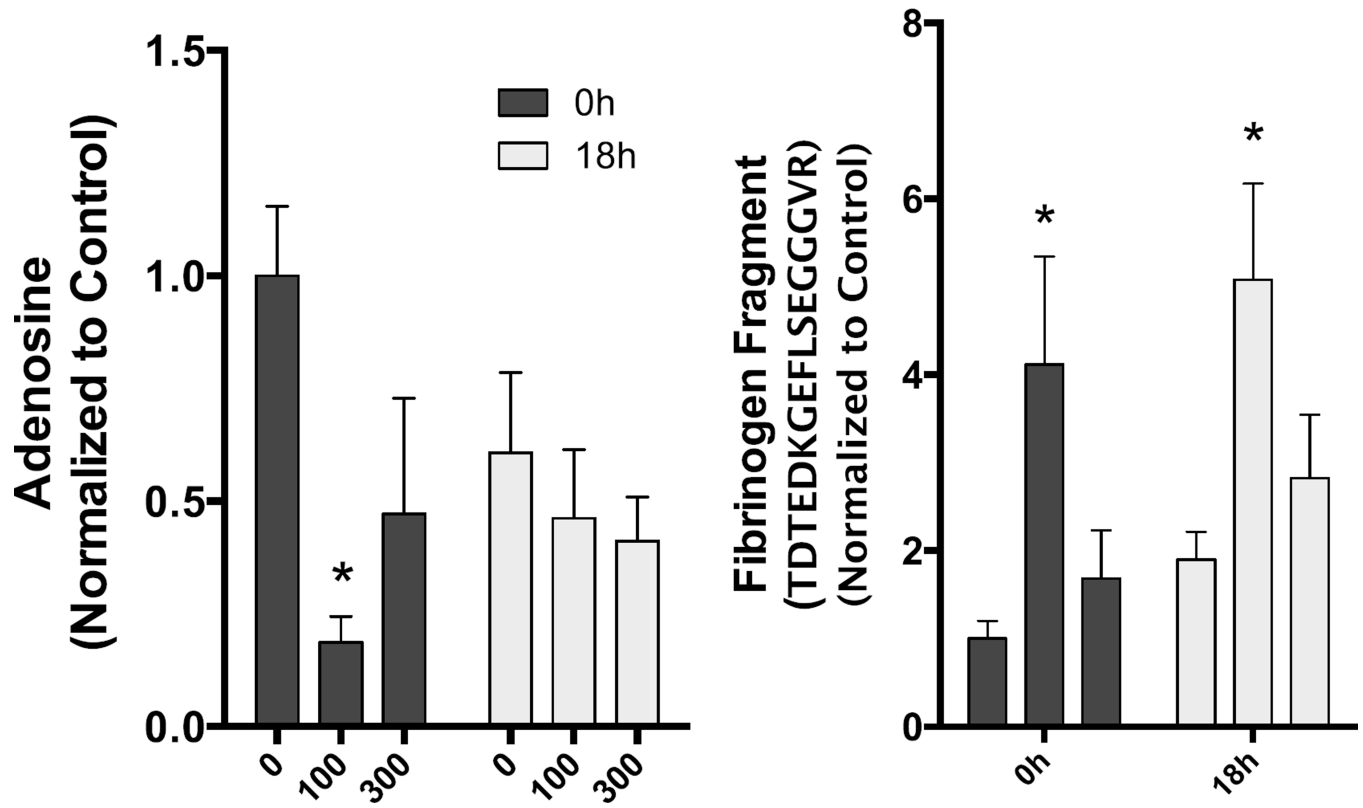 Adenosine
(Normalized to Control)
1.5
1.0
0.5
0.0
0h
18h
*
0
100
300
0
100
300
Fibrinogen Fragment
(TDTEDKGEFLSEGGGVR)
(Normalized to Control)
8
6
4
2
0
*
*
0h
18h